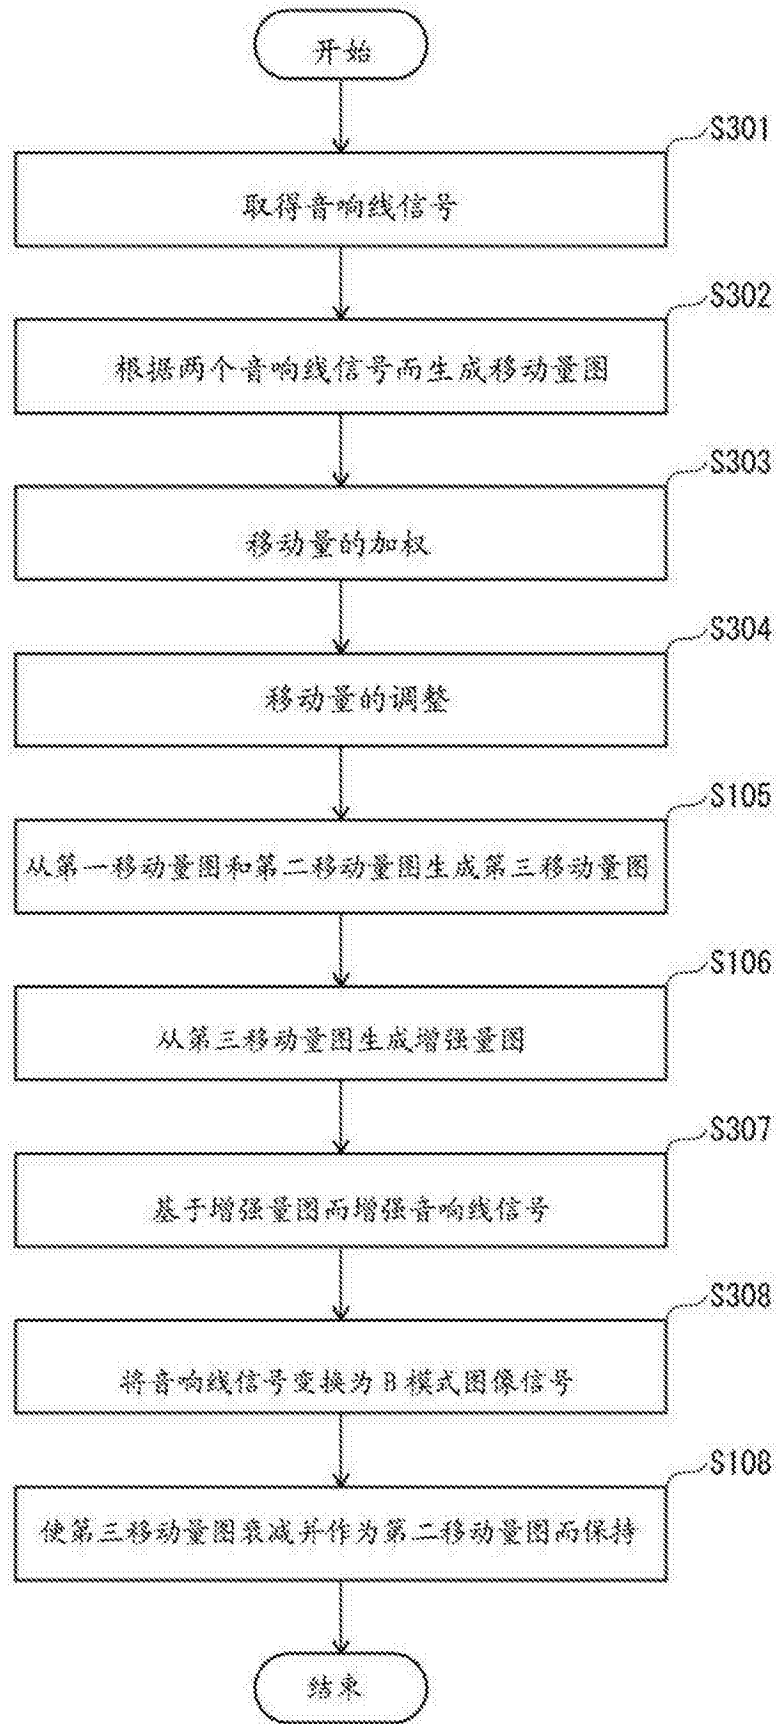 开始
S301
取得音响线信号
S302
根据两个音响线信号而生成移动量图
S303
移动量的加权
S304
移动量的调整
S105
从第一移动量图和第二移动量图生成第三移动量图
S106
从第三移动量图生成增强量图
S307
基于增强量图而增强音响线信号
S308
将音响线信号变换为 B 模式图像信号
S108
使第三移动量图衰减并作为第二移动量图而保持
结束